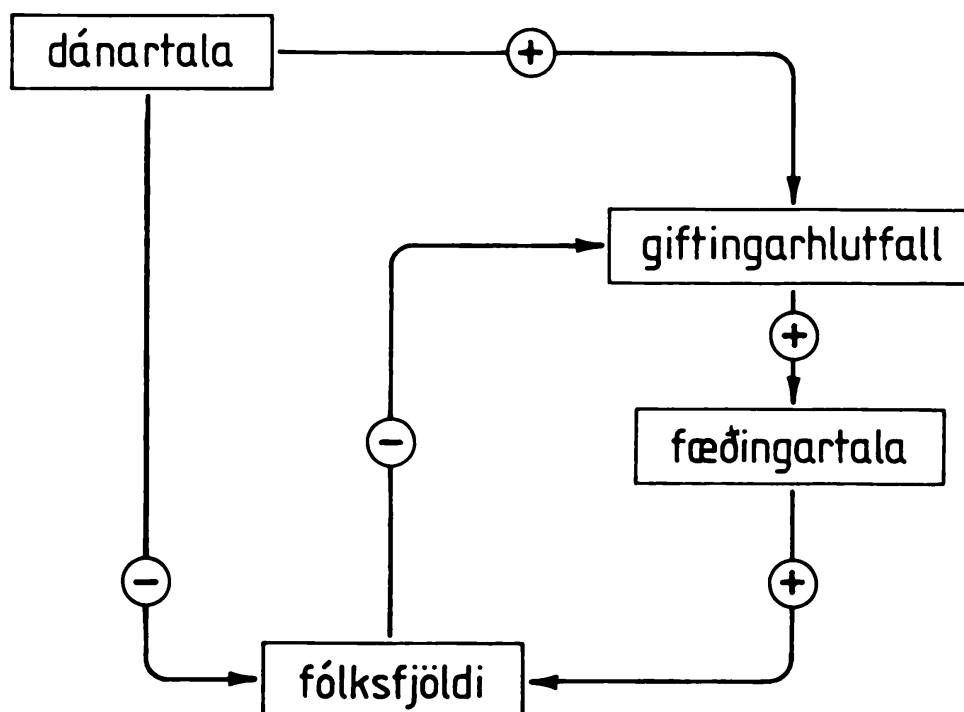 dánartala
+
giftingarhlutfall
+
−
fæðingartala
−
+
fólksfjöldi